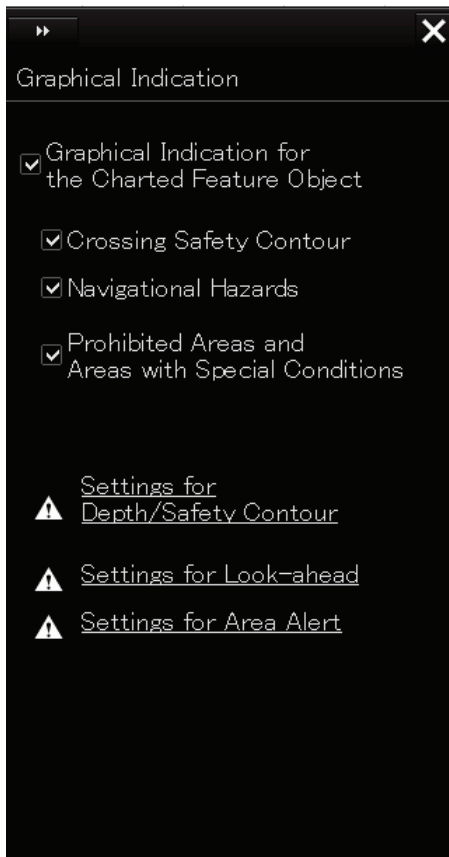 Graphical Indication
Graphical Indication for
the Charted Feature Object
Crossing Safety Contour
Navigational Hazards
Prohibited Areas and
Areas with Special Conditions
Settings for
Depth/Safety Contour
Settings for Look-ahead
Settings for Area Alert